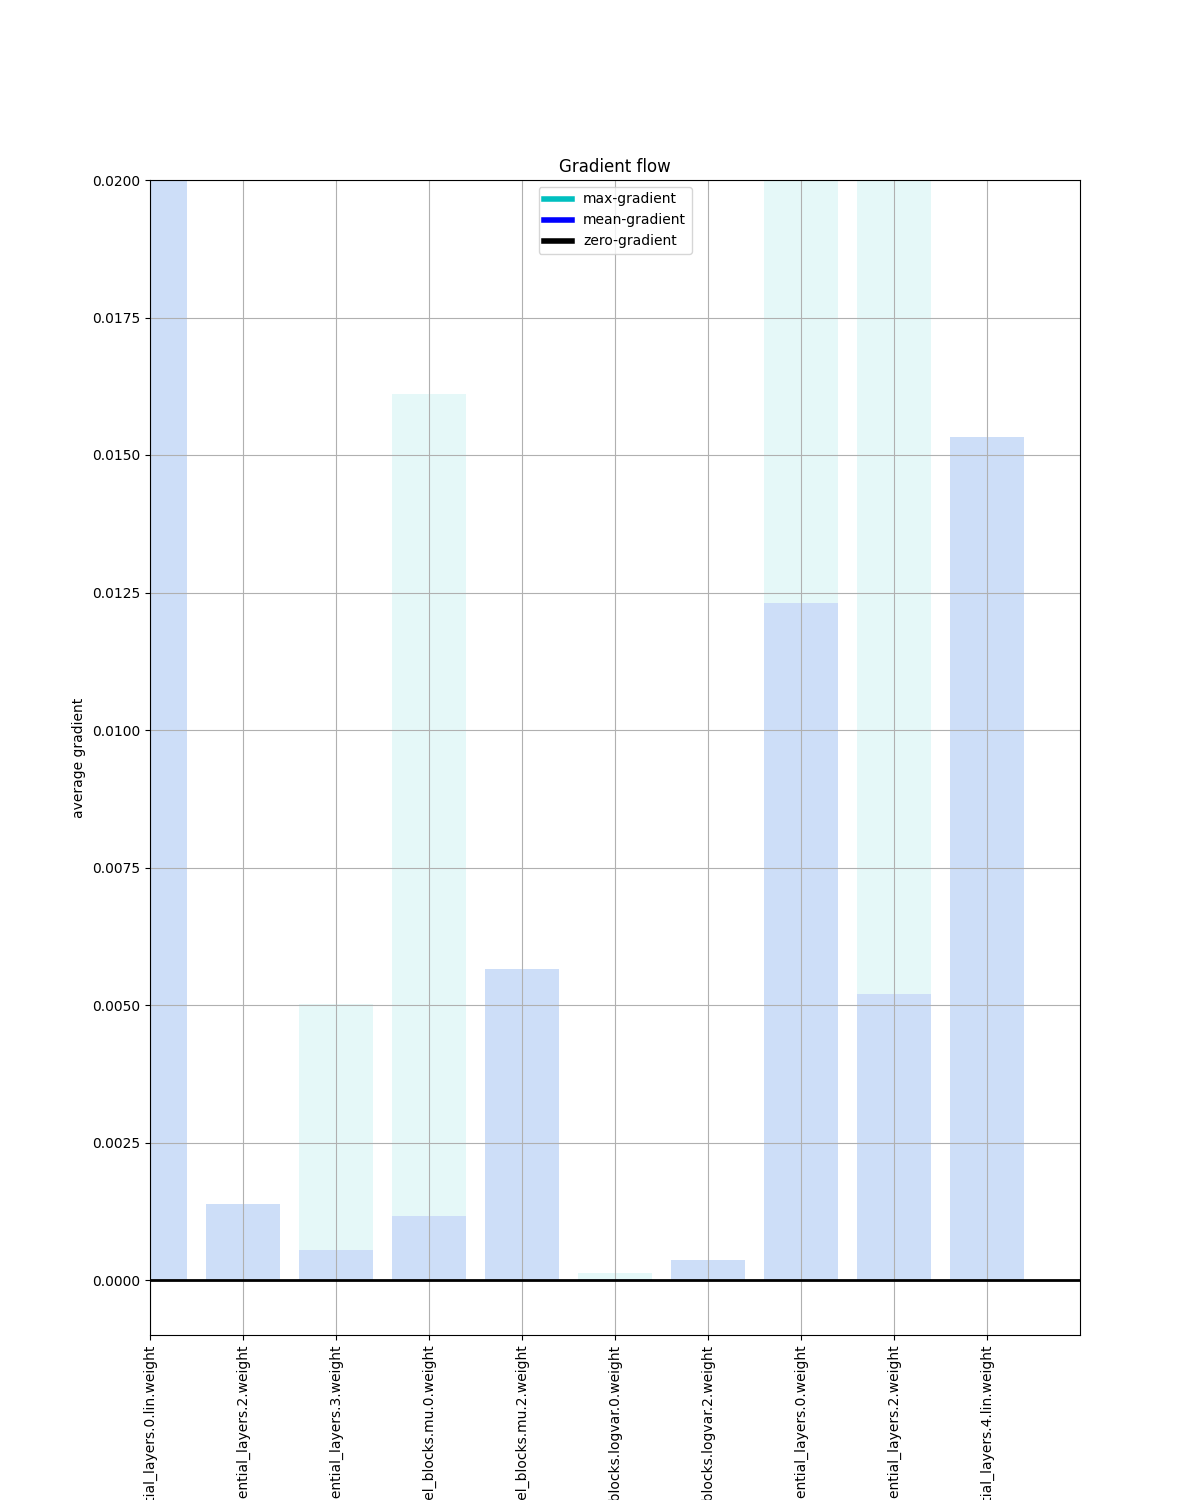 Gradient flow
max-gradient
mean-gradient
zero-gradient
0.0200
0.0175
0.0150
0.0125
0.0100
0.0075
0.0050
0.0025
0.0000
average gradient
tial_layers.0.lin.weight
ential_layers.2.weight
ential_layers.3.weight
el_blocks.mu.0.weight
el_blocks.mu.2.weight
blocks.logvar.0.weight
blocks.logvar.2.weight
ential_layers.0.weight
ential_layers.2.weight
tial_layers.4.lin.weight